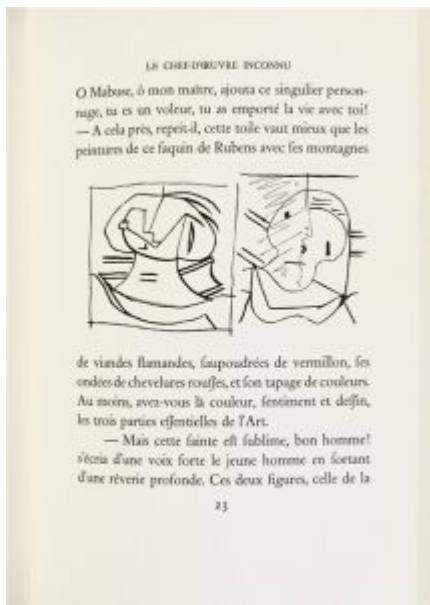 LE CHEF-D'ŒUVRE INCONNU
O Mabuse, ô mon maître, ajouta ce singulier person-
nage, tu es un voleur, tu as emporté la vie avec toi!
— A cela près, reprit-il, cette toile vaut mieux que les
peintures de ce faquin de Rubens avec ſes montagnes
de viandes flamandes, ſaupoudrées de vermillon, ſes
ondées de chevelures rouſſes, et ſon tapage de couleurs.
Au moins, avez-vous là couleur, ſentiment et deſſin,
les trois parties eſſentielles de l'Art.
— Mais cette ſainte eſt ſublime, bon homme!
s'écria d'une voix forte le jeune homme en ſortant
d'une rêverie profonde. Ces deux figures, celle de la
23